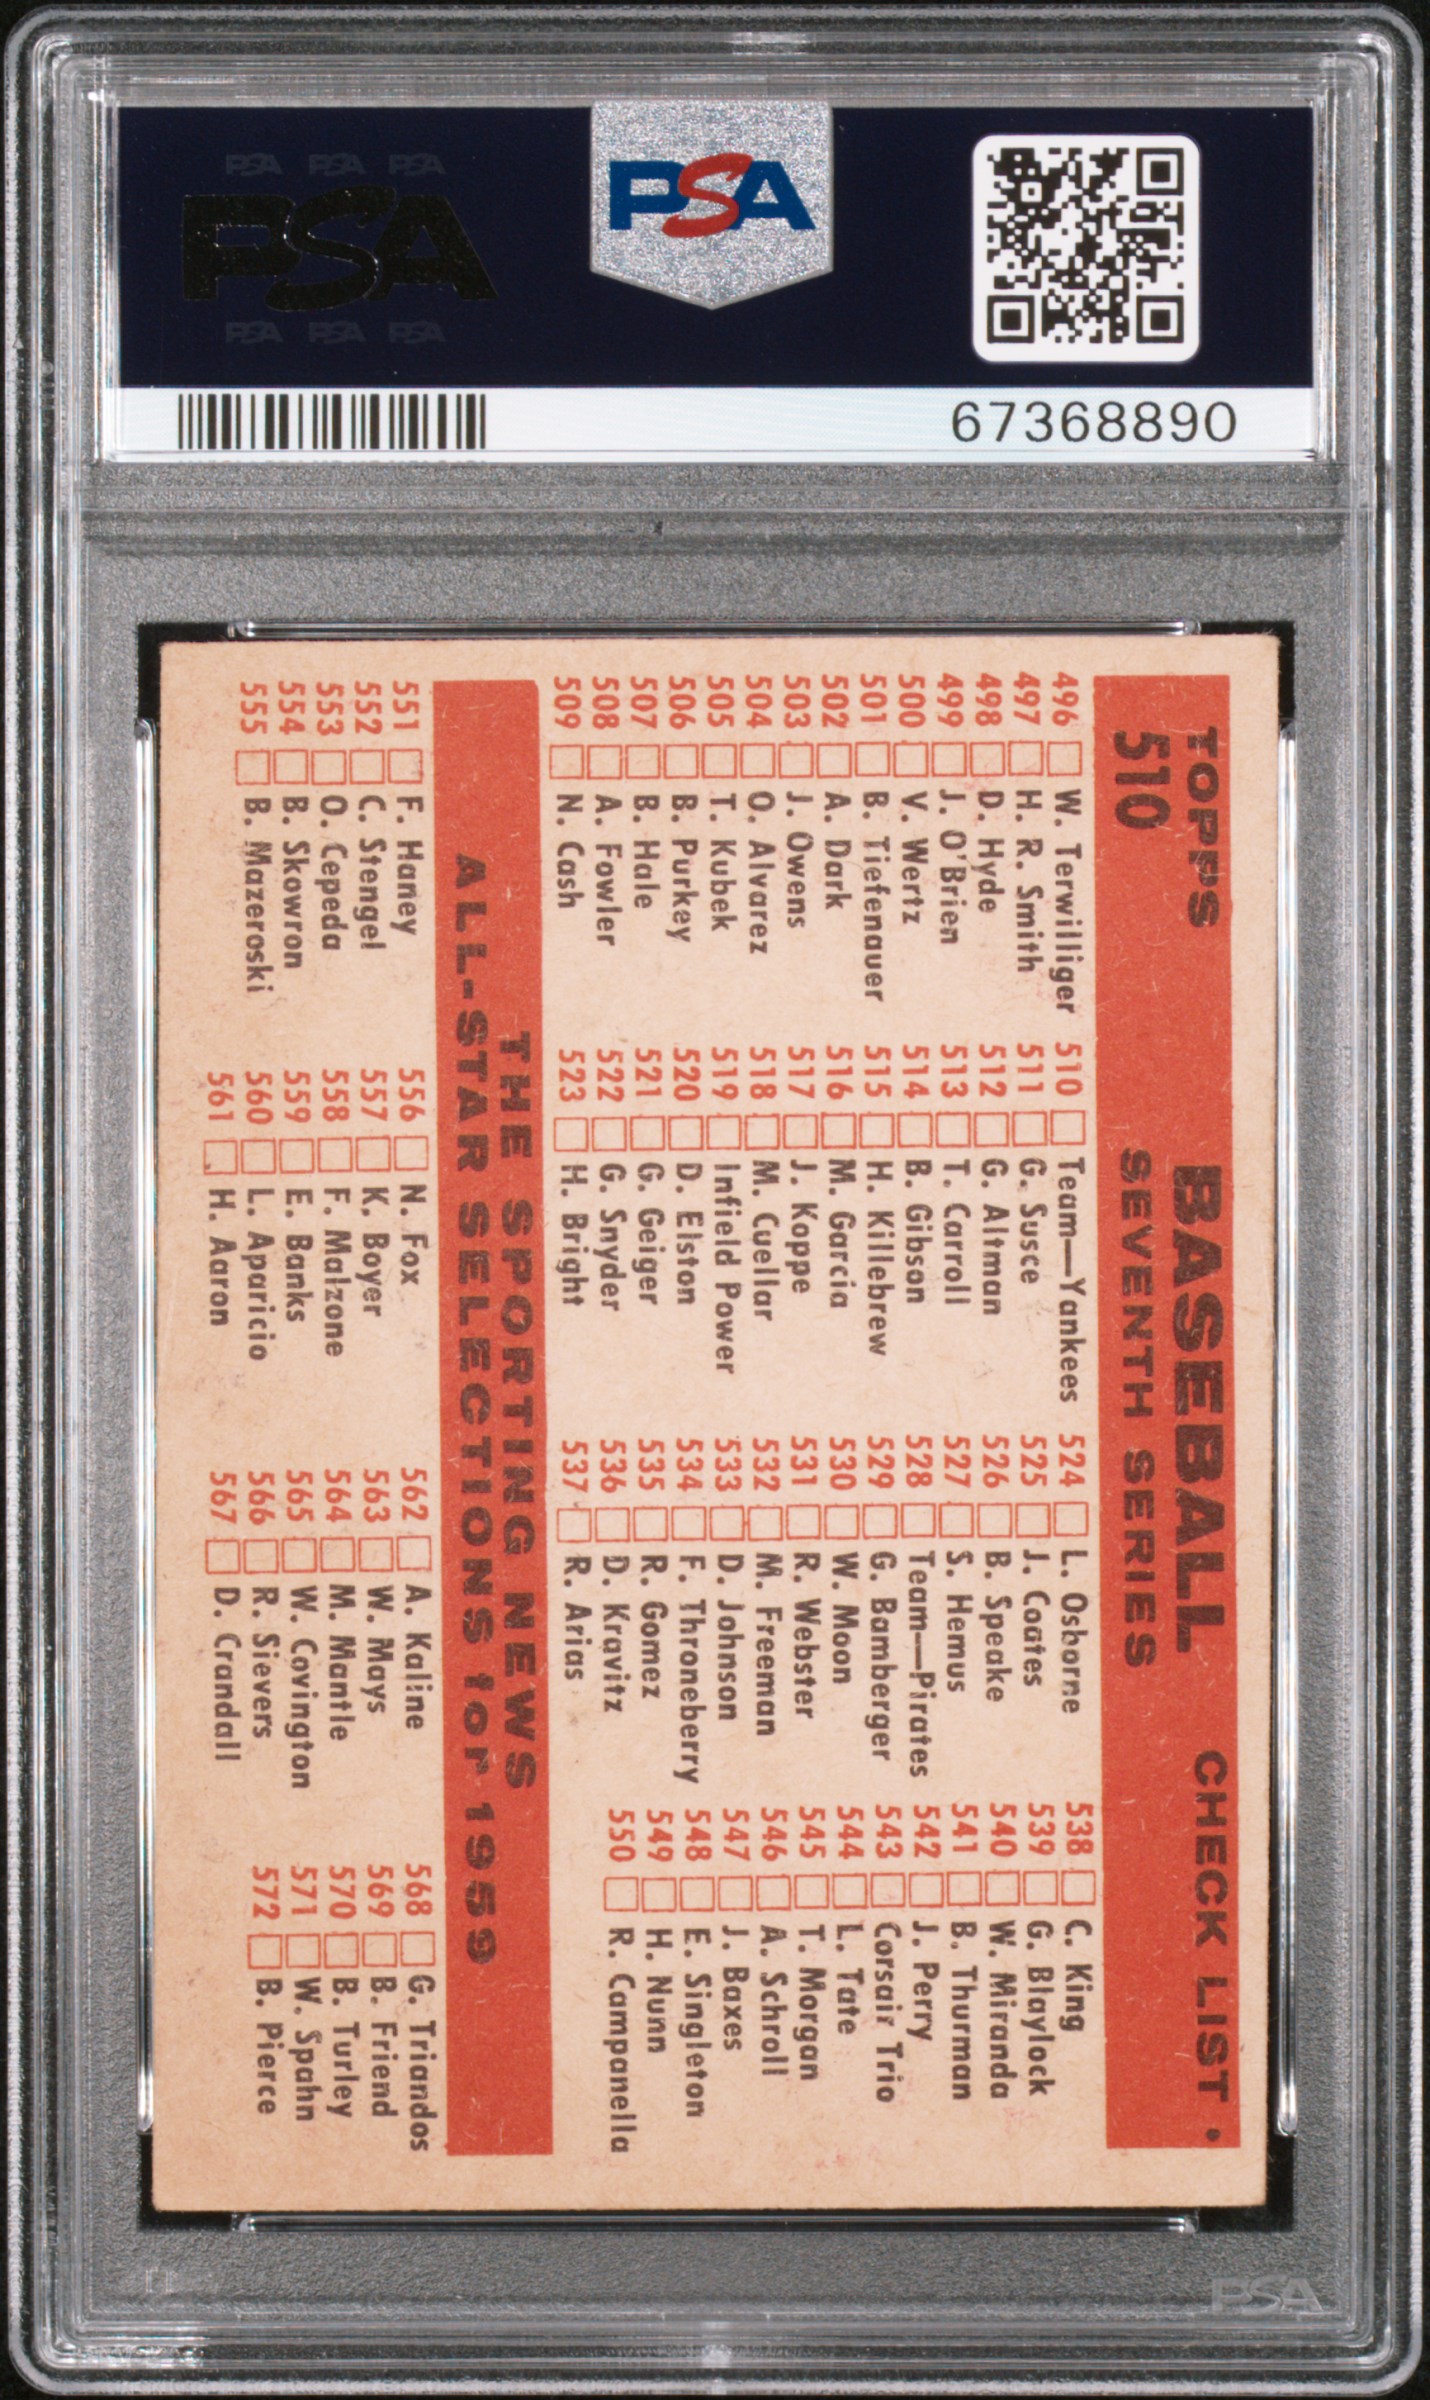 PSA PSA PSA
PSA
PSA PSA PSA
PSA
67368890
TOPPS BASEBALL CHECK LIST •
510 SEVENTH SERIES
496 W. Terwilliger
497 H. R. Smith
498 D. Hyde
499 J. O'Brien
500 V. Wertz
501 B. Tiefenauer
502 A. Dark
503 J. Owens
504 O. Alvarez
505 T. Kubek
506 B. Purkey
507 B. Hale
508 A. Fowler
509 N. Cash
510 Team—Yankees
511 G. Susce
512 G. Altman
513 T. Carroll
514 B. Gibson
515 H. Killebrew
516 M. Garcia
517 J. Koppe
518 M. Cuellar
519 Infield Power
520 D. Elston
521 G. Geiger
522 G. Snyder
523 H. Bright
524 L. Osborne
525 J. Coates
526 B. Speake
527 S. Hemus
528 Team—Pirates
529 G. Bamberger
530 W. Moon
531 R. Webster
532 M. Freeman
533 D. Johnson
534 F. Throneberry
535 R. Gomez
536 D. Kravitz
537 R. Arias
538 C. King
539 G. Blaylock
540 W. Miranda
541 B. Thurman
542 J. Perry
543 Corsair Trio
544 L. Tate
545 T. Morgan
546 A. Schroll
547 J. Baxes
548 E. Singleton
549 H. Nunn
550 R. Campanella
THE SPORTING NEWS
ALL-STAR SELECTIONS for 1959
551 F. Haney
552 C. Stengel
553 O. Cepeda
554 B. Skowron
555 B. Mazeroski
556 N. Fox
557 K. Boyer
558 F. Malzone
559 E. Banks
560 L. Aparicio
561 H. Aaron
562 A. Kaline
563 W. Mays
564 M. Mantle
565 W. Covington
566 R. Sievers
567 D. Crandall
568 G. Triandos
569 B. Friend
570 B. Turley
571 W. Spahn
572 B. Pierce
PSA